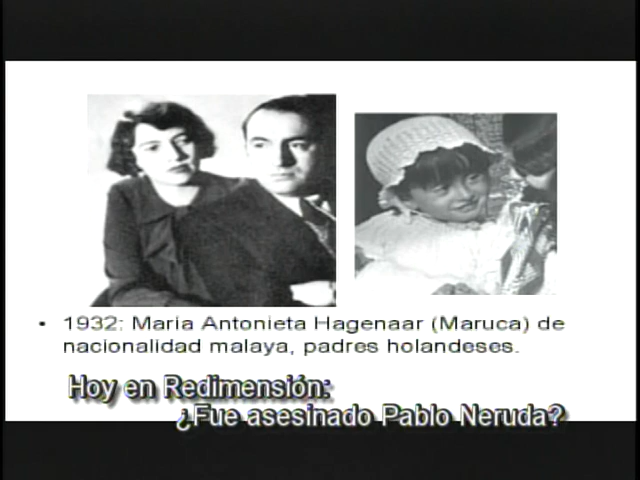 • 1932: Maria Antonieta Hagenaar (Maruca) de
nacionalidad malaya, padres holandeses.
Hoy en Redimensión:
¿Fue asesinado Pablo Neruda?